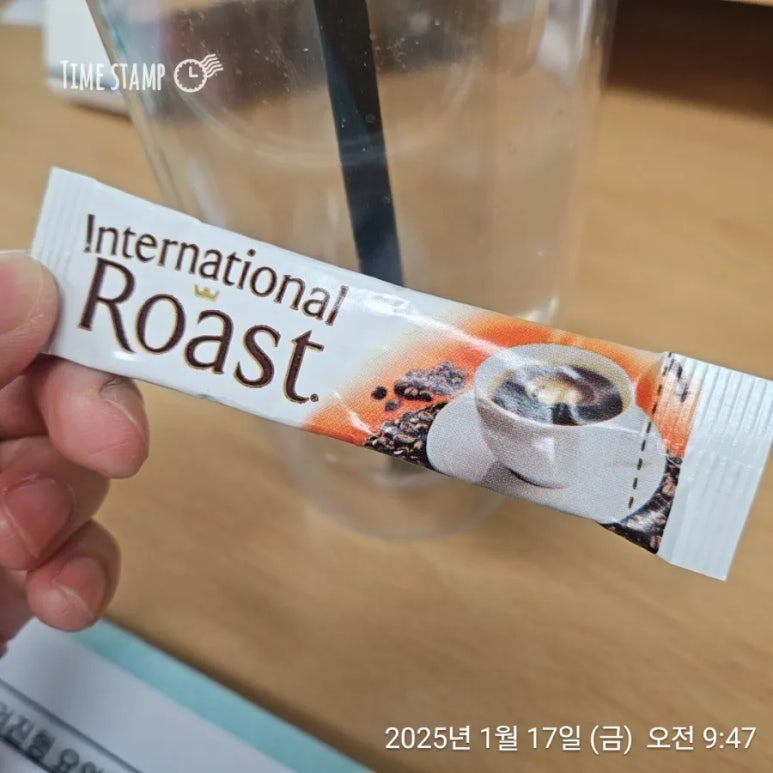 TIME STAMP
International
Roast
2025년 1월 17일 (금) 오전 9:47